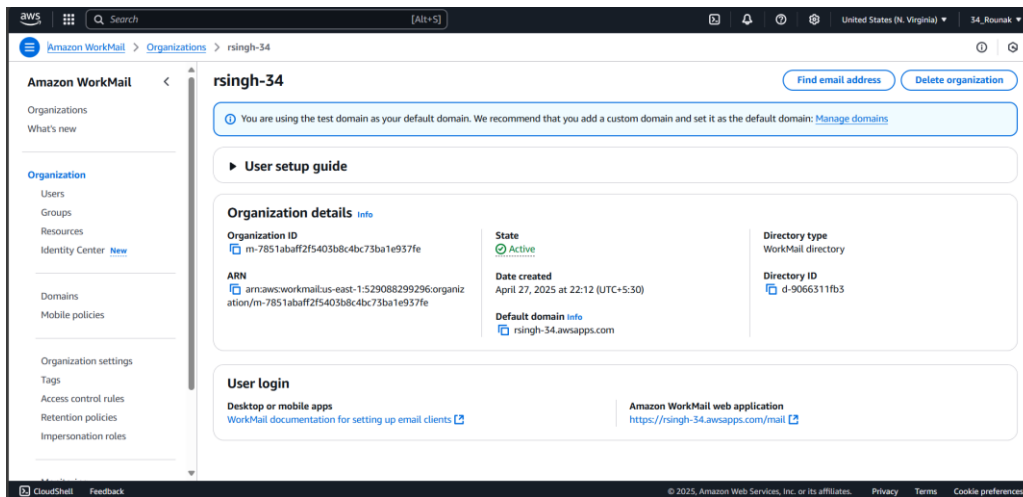 aws
Search [Alt+S]
United States (N. Virginia) 34_Rounak
Amazon WorkMail > Organizations > rsingh-34
Amazon WorkMail
Organizations
What's new
Organization
Users
Groups
Resources
Identity Center New
Domains
Mobile policies
Organization settings
Tags
Access control rules
Retention policies
Impersonation roles
rsingh-34
Find email address
Delete organization
You are using the test domain as your default domain. We recommend that you add a custom domain and set it as the default domain: Manage domains
User setup guide
Organization details Info
Organization ID
m-7851abaff2f5403b8c4bc73ba1e937fe
ARN
arn:aws:workmail:us-east-1:529088299296:organiz
ation/m-7851abaff2f5403b8c4bc73ba1e937fe
State
Active
Date created
April 27, 2025 at 22:12 (UTC+5:30)
Default domain Info
rsingh-34.awsapps.com
Directory type
WorkMail directory
Directory ID
d-9066311fb3
User login
Desktop or mobile apps
WorkMail documentation for setting up email clients
Amazon WorkMail web application
https://rsingh-34.awsapps.com/mail
CloudShell Feedback
© 2025, Amazon Web Services, Inc. or its affiliates. Privacy Terms Cookie preferences